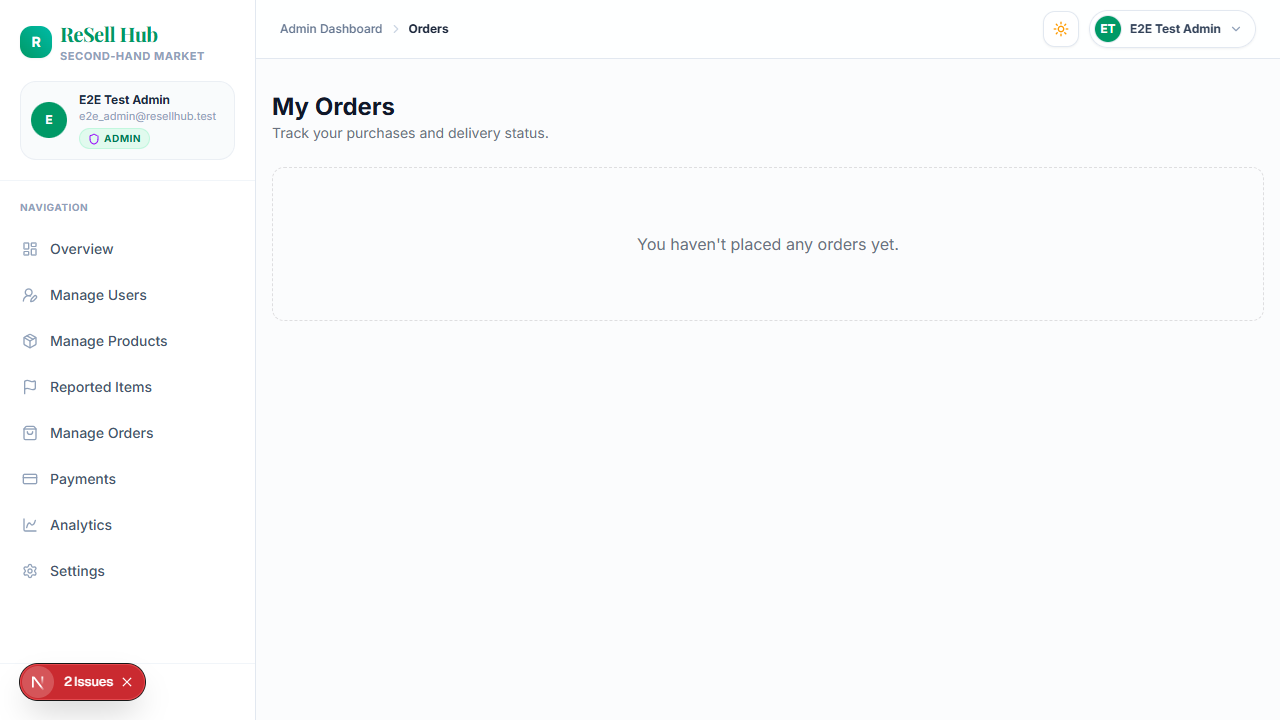 R
ReSell Hub
SECOND-HAND MARKET
E
E2E Test Admin
e2e_admin@resellhub.test
ADMIN
NAVIGATION
Overview
Manage Users
Manage Products
Reported Items
Manage Orders
Payments
Analytics
Settings
N 2 Issues
Admin Dashboard Orders
ET E2E Test Admin
My Orders
Track your purchases and delivery status.
You haven't placed any orders yet.